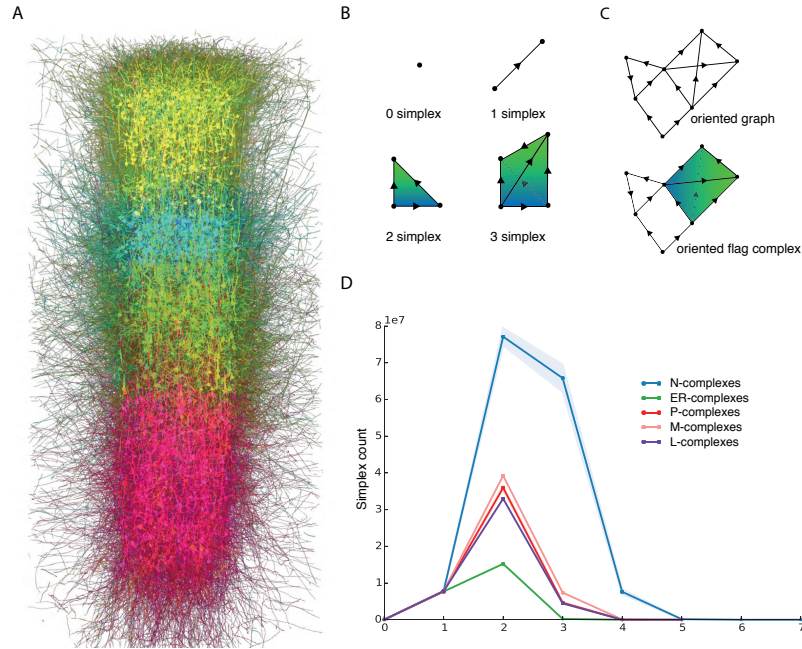 A
B
0 simplex
1 simplex
2 simplex
3 simplex
C
oriented graph
oriented flag complex
D
1e7
8
7
6
5
4
3
2
1
0
Simplex count
N-complexes
ER-complexes
P-complexes
M-complexes
L-complexes
0 1 2 3 4 5 6 7